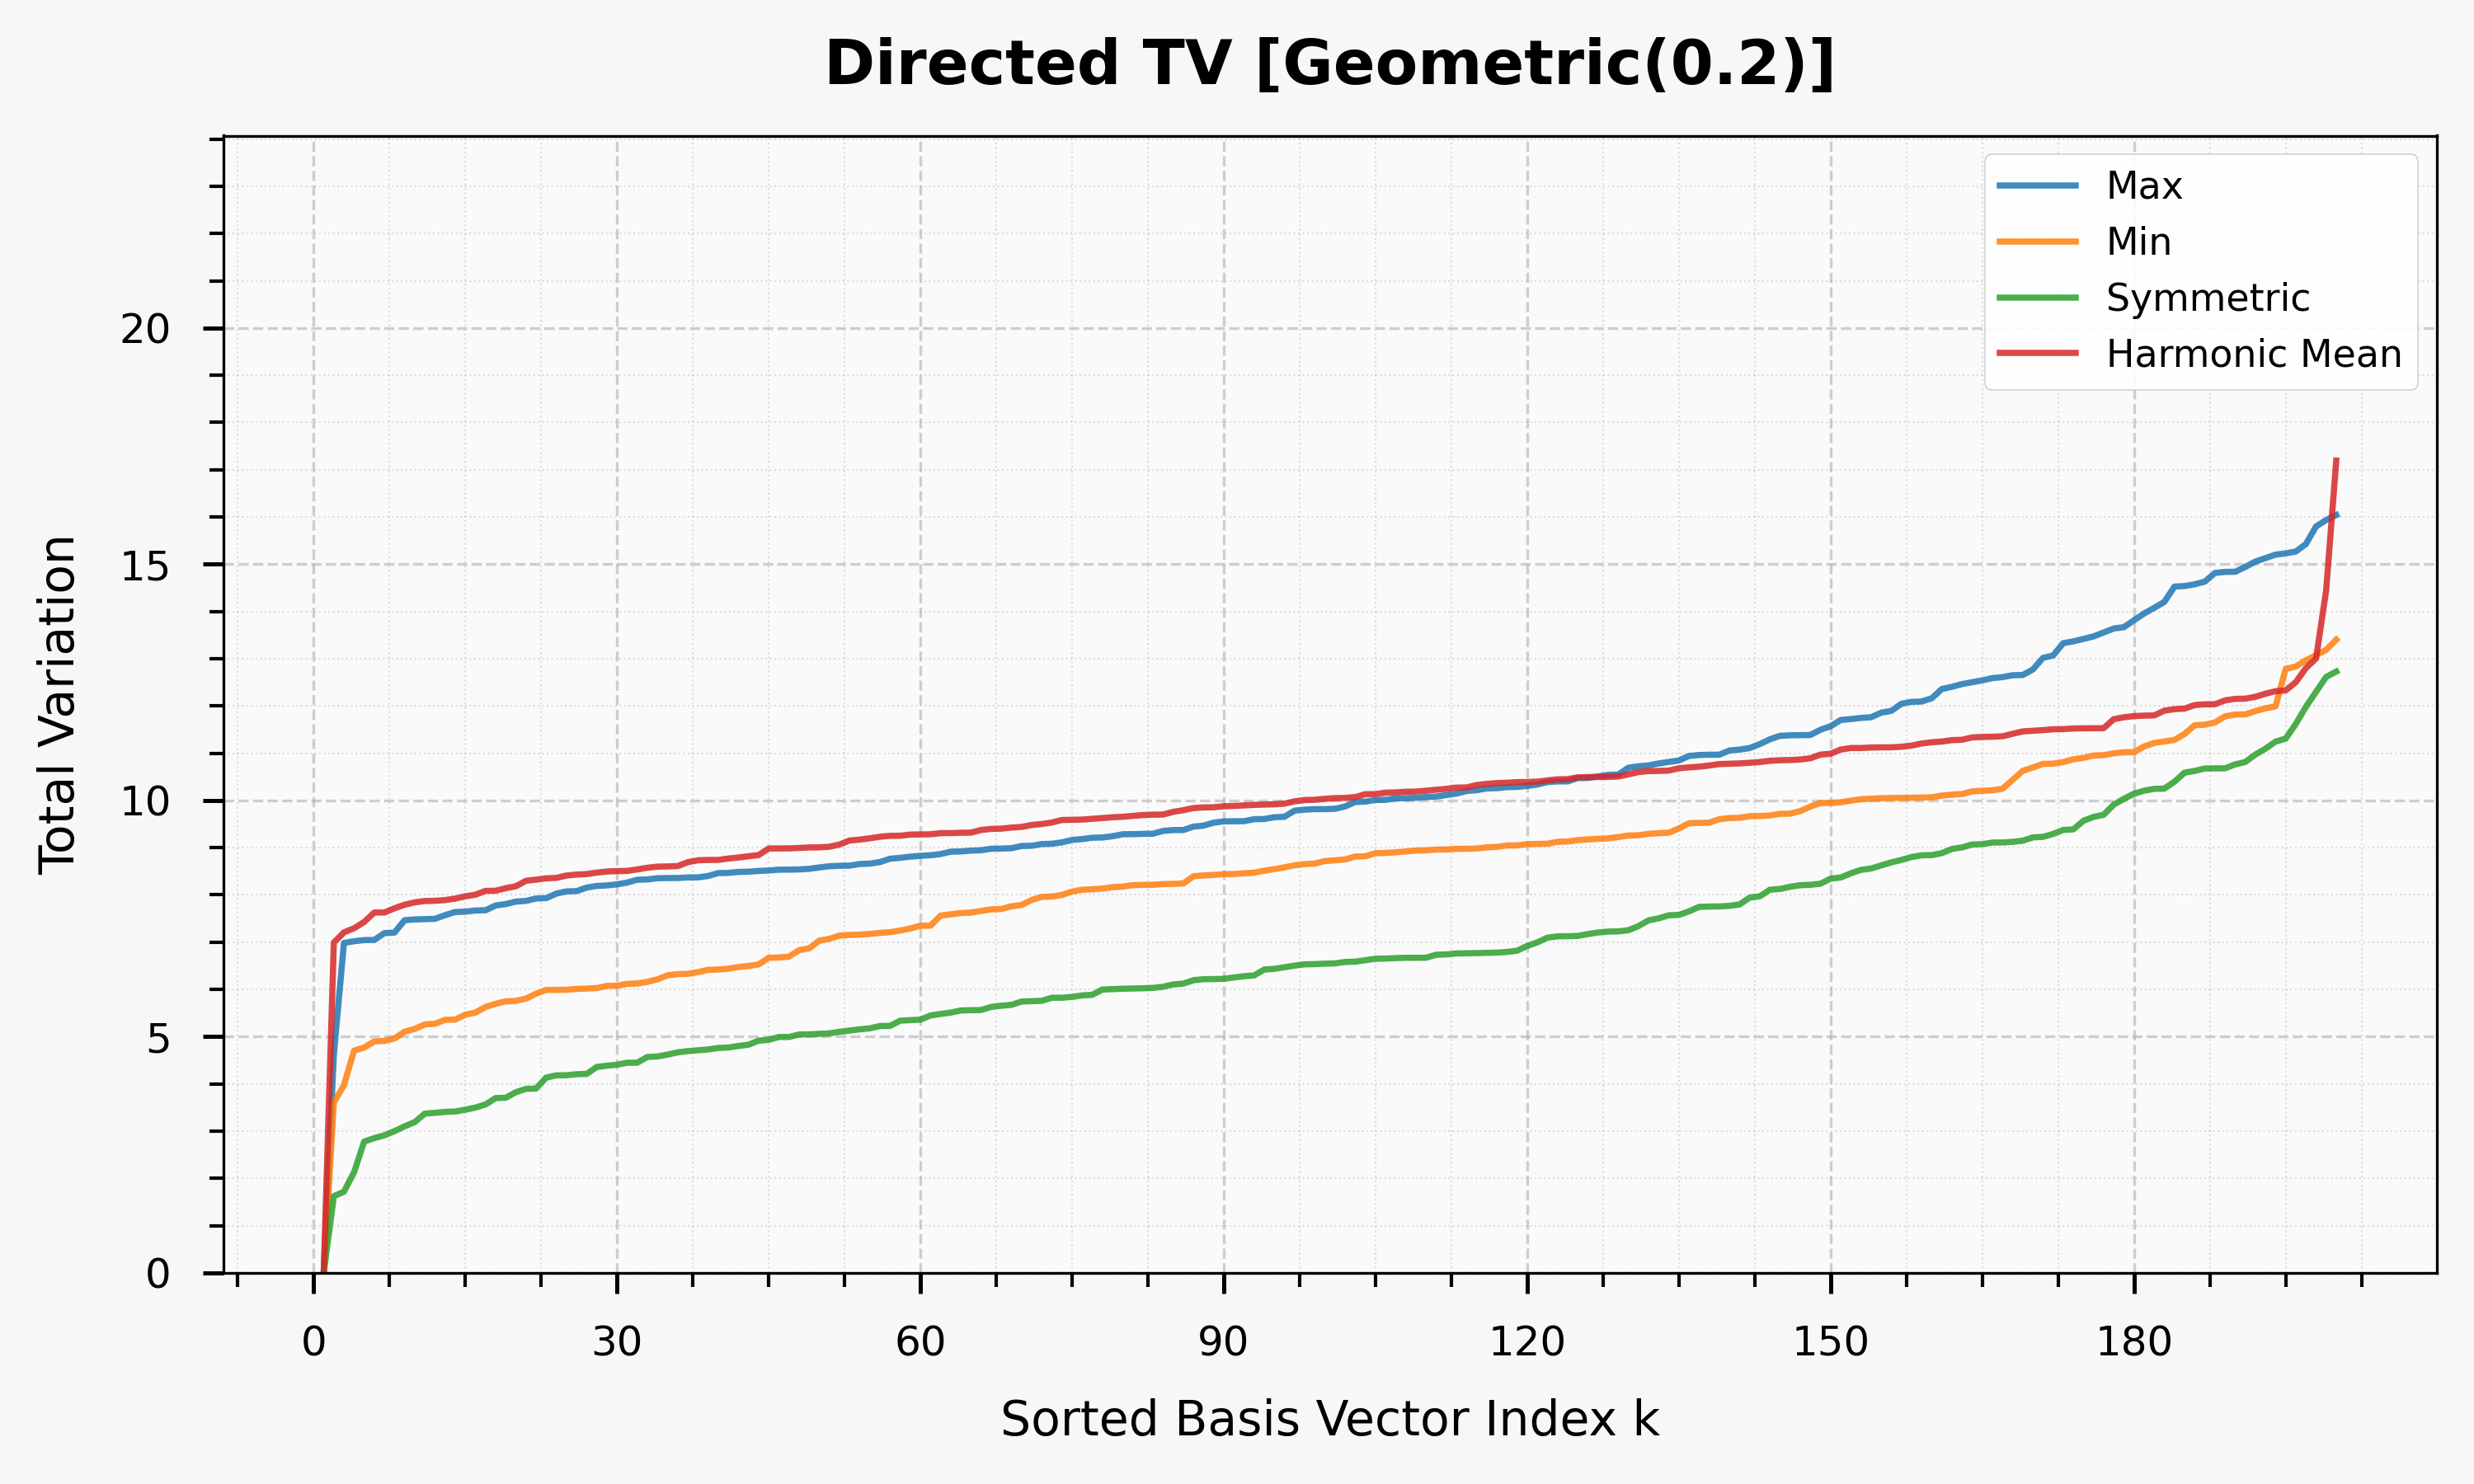 Directed TV [Geometric(0.2)]
Max
Min
Symmetric
Harmonic Mean
Total Variation
20
15
10
5
0
0 30 60 90 120 150 180
Sorted Basis Vector Index k